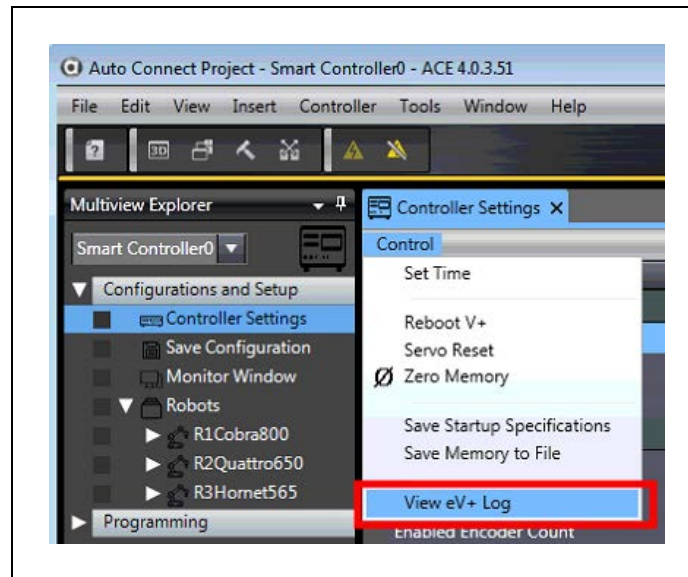 Auto Connect Project - Smart Controller0 - ACE 4.0.3.51
File Edit View Insert Controller Tools Window Help
3D
Multiview Explorer
Smart Controller0
Configurations and Setup
Controller Settings
Save Configuration
Monitor Window
Robots
R1Cobra800
R2Quattro650
R3Hornet565
Programming
Controller Settings
Control
Set Time
Reboot V+
Servo Reset
Zero Memory
Save Startup Specifications
Save Memory to File
View eV+ Log
Enabled Encoder Count